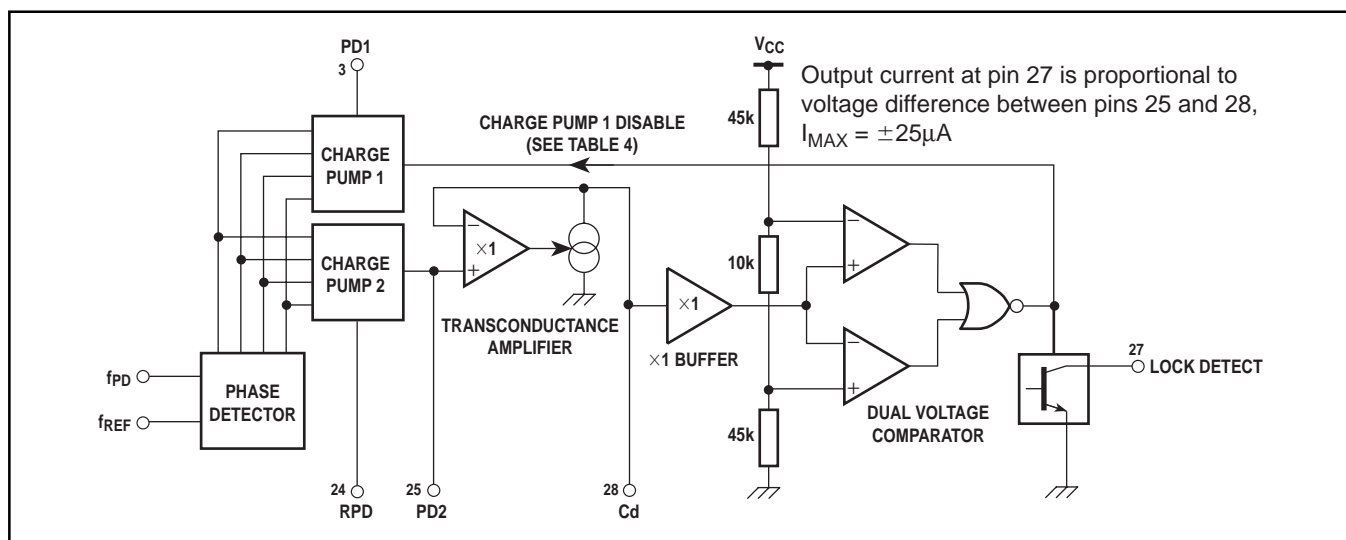 PD1
3
VCC
Output current at pin 27 is proportional to
voltage difference between pins 25 and 28,
IMAX = ±25µA
45k
CHARGE PUMP 1 DISABLE
(SEE TABLE 4)
CHARGE
PUMP 1
−
×1
+
CHARGE
PUMP 2
10k
−
+
×1
TRANSCONDUCTANCE
AMPLIFIER
×1 BUFFER
−
+
27
LOCK DETECT
fPD
fREF
PHASE
DETECTOR
45k
DUAL VOLTAGE
COMPARATOR
24
RPD
25
PD2
28
Cd